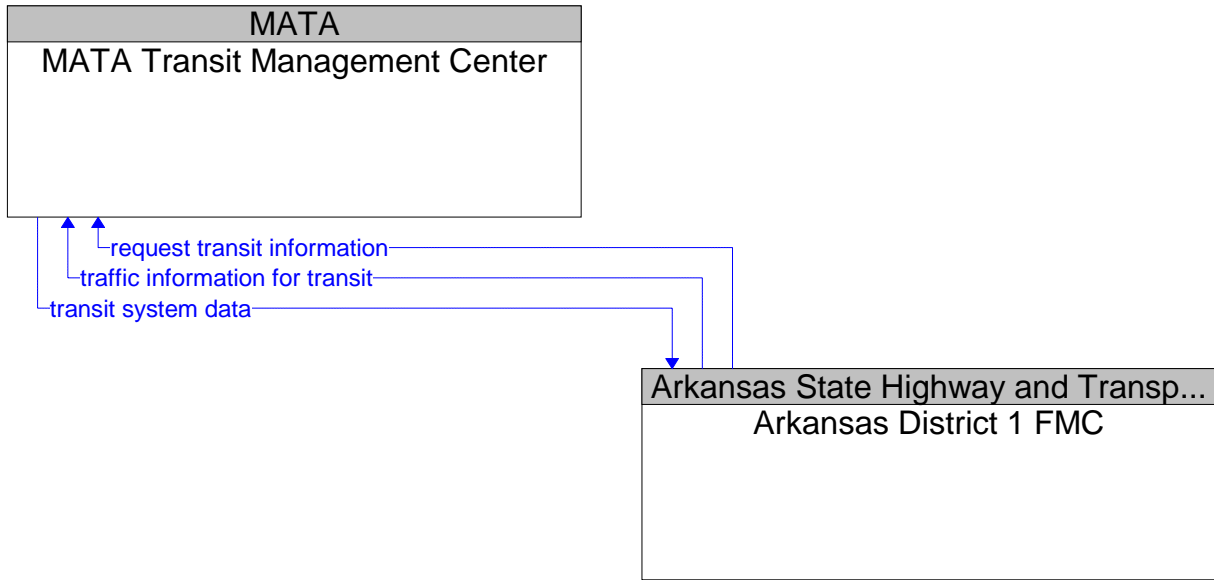 MATA
MATA Transit Management Center
request transit information
traffic information for transit
transit system data
Arkansas State Highway and Transp...
Arkansas District 1 FMC